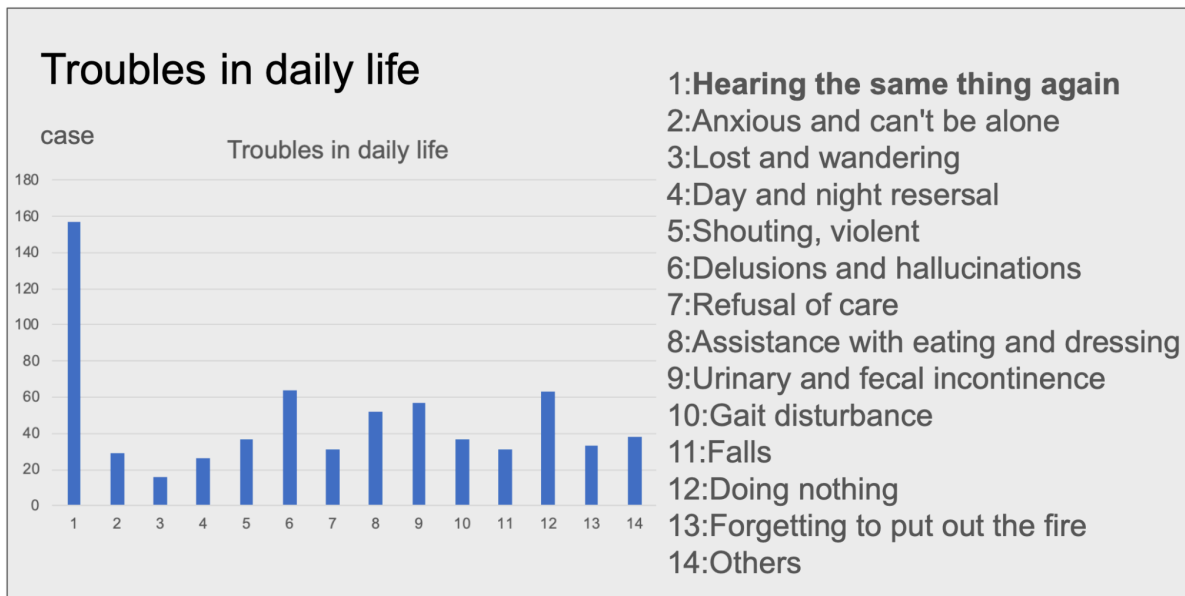 Troubles in daily life
case
Troubles in daily life
180
160
140
120
100
80
60
40
20
0
1 2 3 4 5 6 7 8 9 10 11 12 13 14
1:Hearing the same thing again
2:Anxious and can't be alone
3:Lost and wandering
4:Day and night resersal
5:Shouting, violent
6:Delusions and hallucinations
7:Refusal of care
8:Assistance with eating and dressing
9:Urinary and fecal incontinence
10:Gait disturbance
11:Falls
12:Doing nothing
13:Forgetting to put out the fire
14:Others